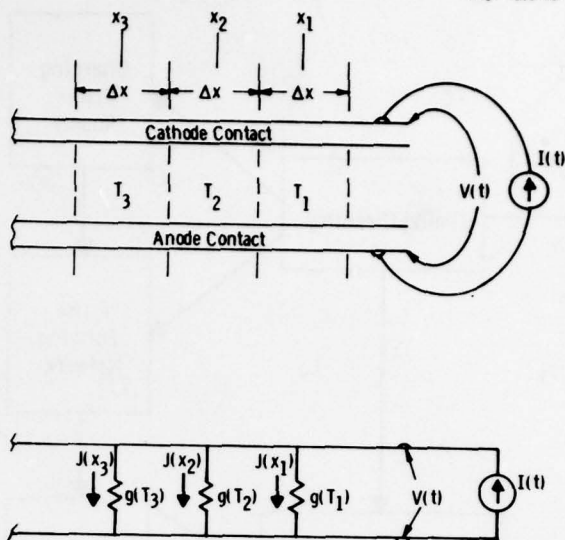 x₃ x₂ x₁
Δx Δx Δx
Cathode Contact
T₃ T₂ T₁
V(t) I(t)
Anode Contact
J(x₃) J(x₂) J(x₁)
g(T₃) g(T₂) g(T₁) V(t) I(t)